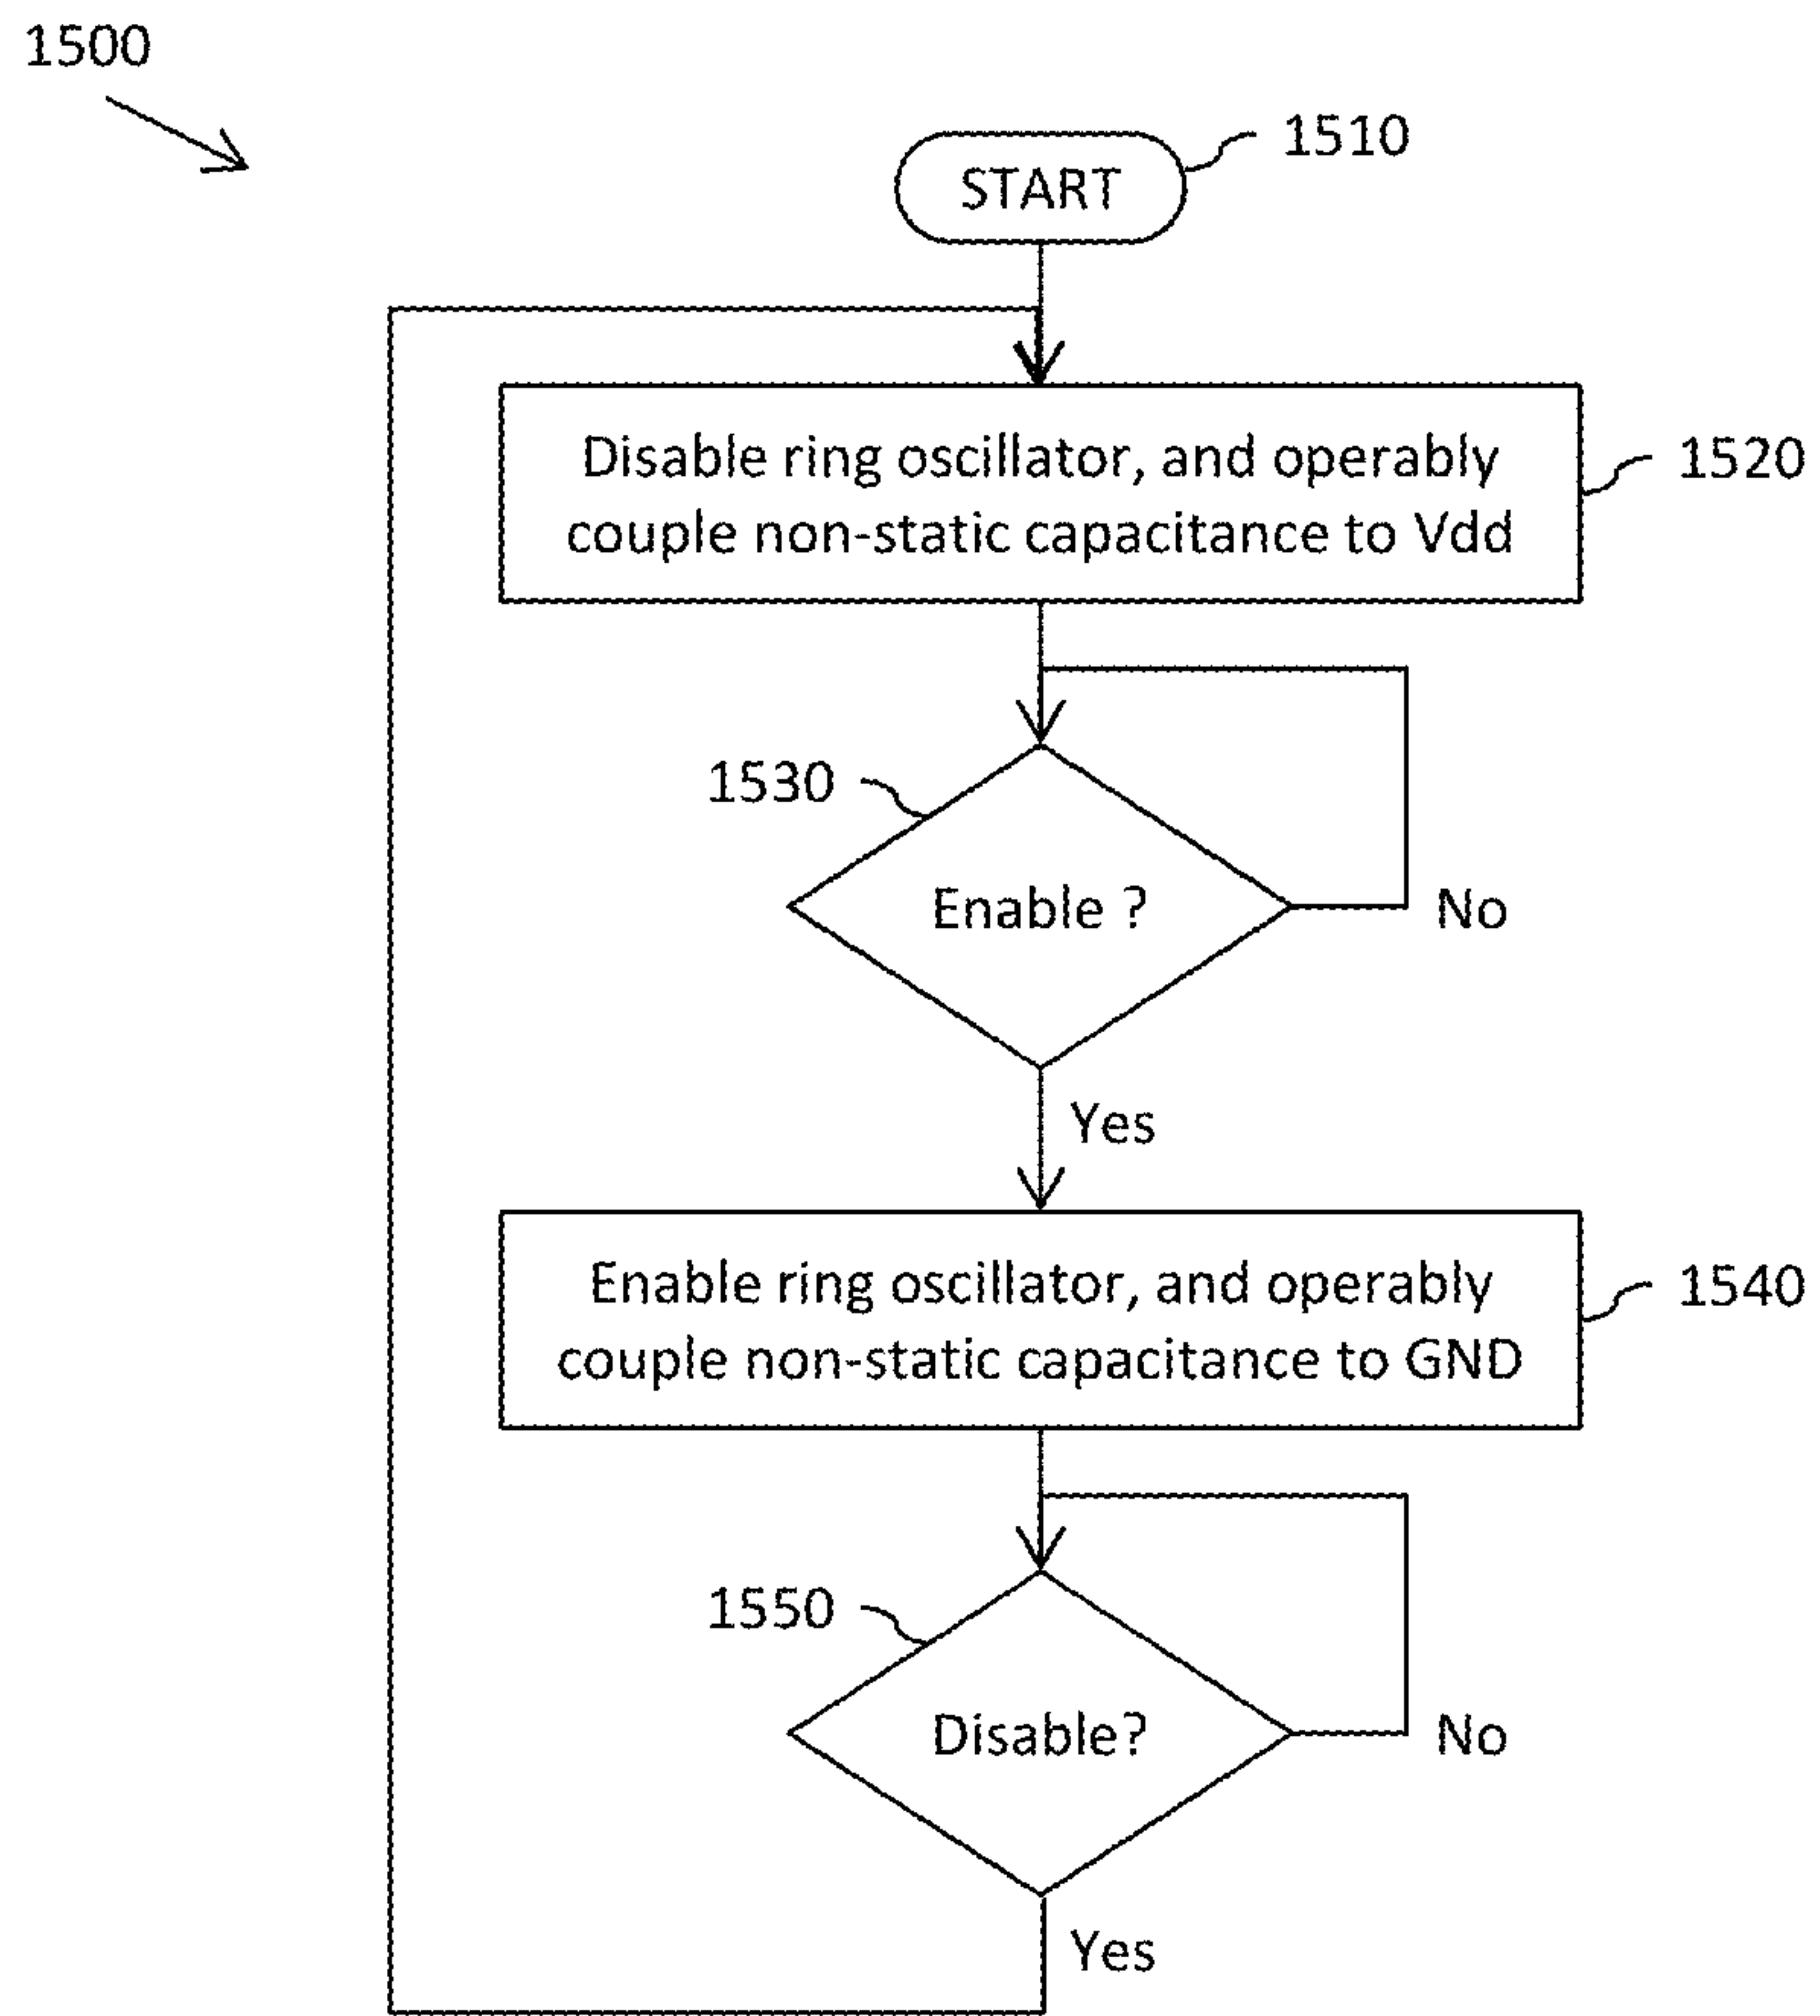 1500
1510
START
Disable ring oscillator, and operably
couple non-static capacitance to Vdd
1520
1530
Enable ?
No
Yes
Enable ring oscillator, and operably
couple non-static capacitance to GND
1540
1550
Disable?
No
Yes